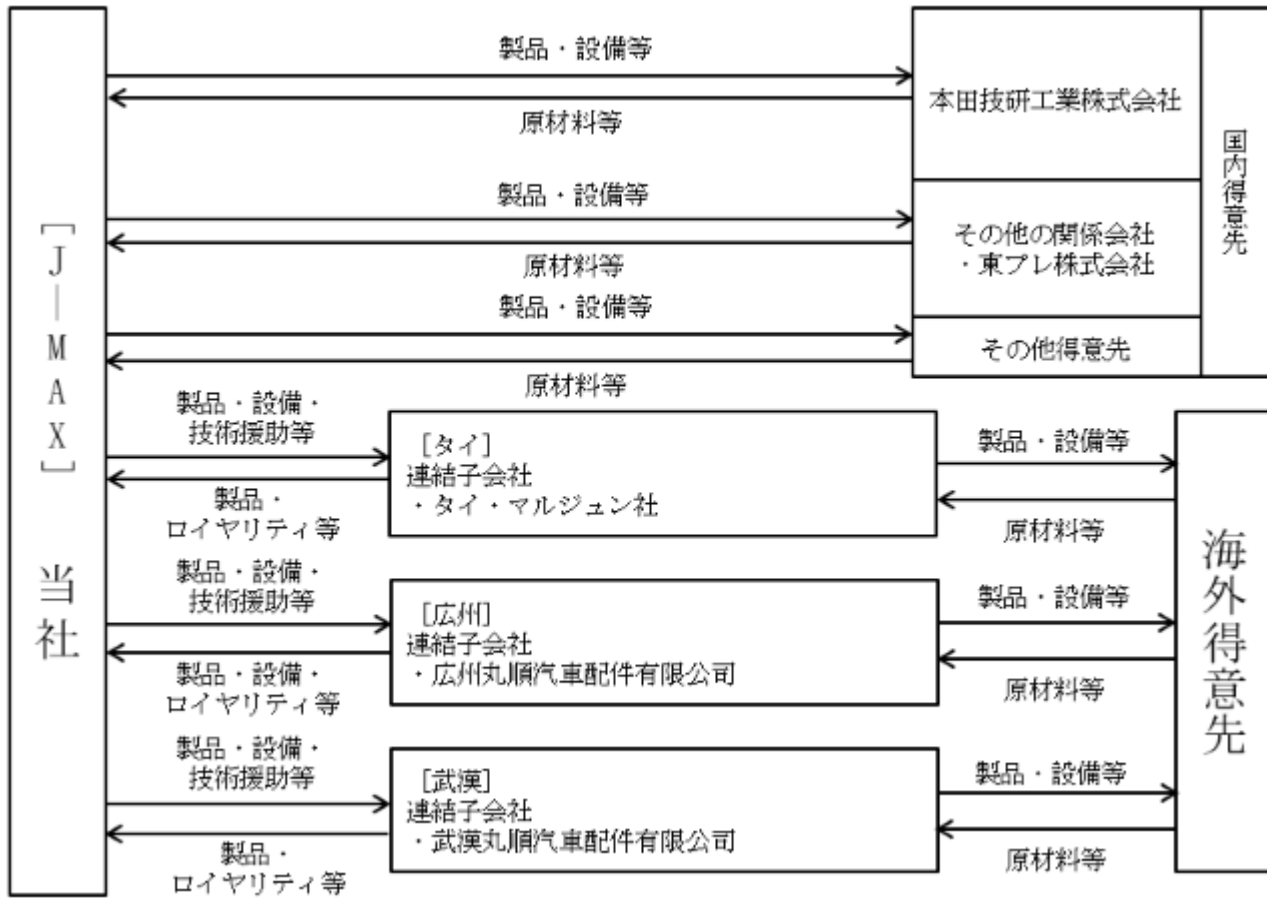 [J―MAX] 当社
製品・設備等
原材料等
本田技研工業株式会社
製品・設備等
原材料等
その他の関係会社
・東プレ株式会社
製品・設備等
原材料等
その他得意先
国内得意先
製品・設備・
技術援助等
製品・
ロイヤリティ等
[タイ]
連結子会社
・タイ・マルジュン社
製品・設備等
原材料等
製品・設備・
技術援助等
製品・設備・
ロイヤリティ等
[広州]
連結子会社
・広州丸順汽車配件有限公司
製品・設備等
原材料等
製品・設備・
技術援助等
製品・
ロイヤリティ等
[武漢]
連結子会社
・武漢丸順汽車配件有限公司
製品・設備等
原材料等
海外得意先